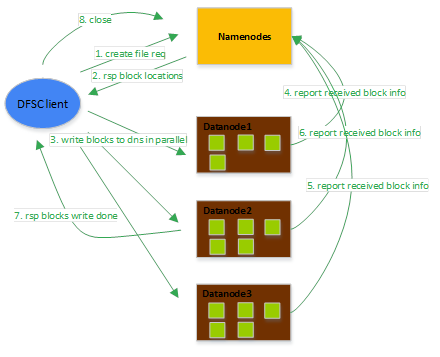 8. close
Namenodes
1. create file req
2. rsp block locations
4. report received block info
DFSClient
Datanode1
6. report received block info
3. write blocks to dns in parallel
5. report received block info
Datanode2
7. rsp blocks write done
Datanode3